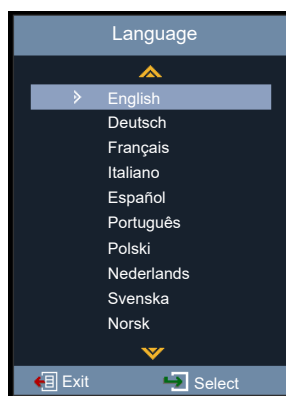 Language
English
Deutsch
Français
Italiano
Español
Português
Polski
Nederlands
Svenska
Norsk
Exit Select